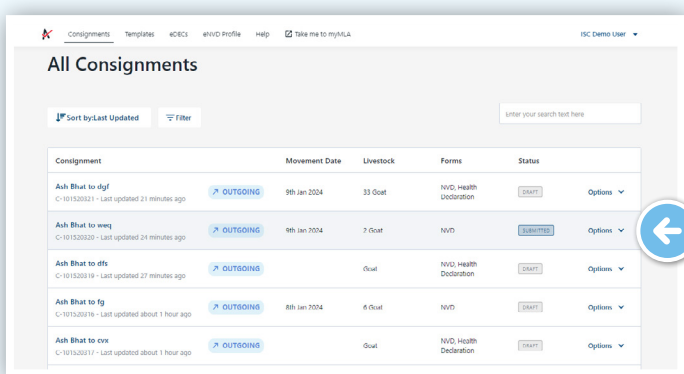 Consignments Templates eDECs eNVD Profile Help Take me to myMLA ISC Demo User
All Consignments
Sort by:Last Updated Filter Enter your search text here
Consignment Movement Date Livestock Forms Status
Ash Bhat to dgf
C-101520321 - Last updated 21 minutes ago
OUTGOING 9th Jan 2024 33 Goat NVD, Health Declaration DRAFT Options
Ash Bhat to weq
C-101520320 - Last updated 24 minutes ago
OUTGOING 9th Jan 2024 2 Goat NVD SUBMITTED Options
Ash Bhat to dfs
C-101520319 - Last updated 27 minutes ago
OUTGOING Goat NVD, Health Declaration DRAFT Options
Ash Bhat to fg
C-101520316 - Last updated about 1 hour ago
OUTGOING 8th Jan 2024 6 Goat NVD DRAFT Options
Ash Bhat to cvx
C-101520317 - Last updated about 1 hour ago
OUTGOING Goat NVD, Health Declaration DRAFT Options